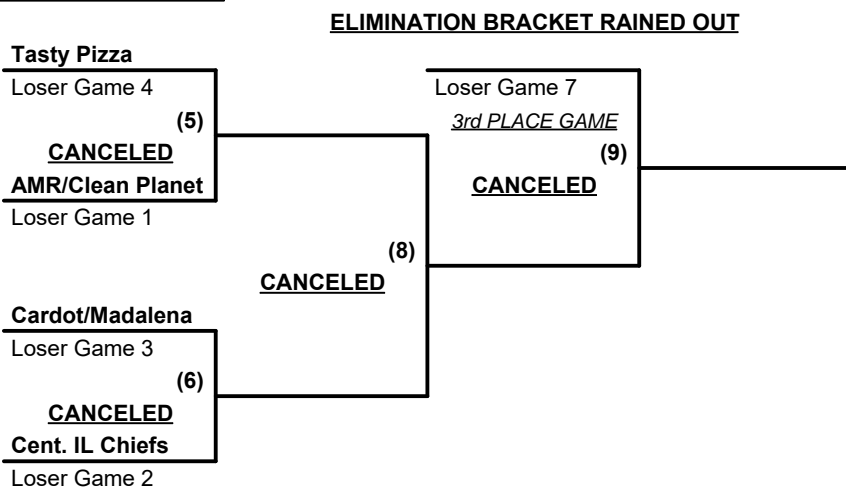 ELIMINATION BRACKET RAINED OUT
Tasty Pizza
Loser Game 4
(5)
CANCELED
AMR/Clean Planet
Loser Game 1
Loser Game 7
3rd PLACE GAME
(9)
CANCELED
(8)
CANCELED
Cardot/Madalena
Loser Game 3
(6)
CANCELED
Cent. IL Chiefs
Loser Game 2